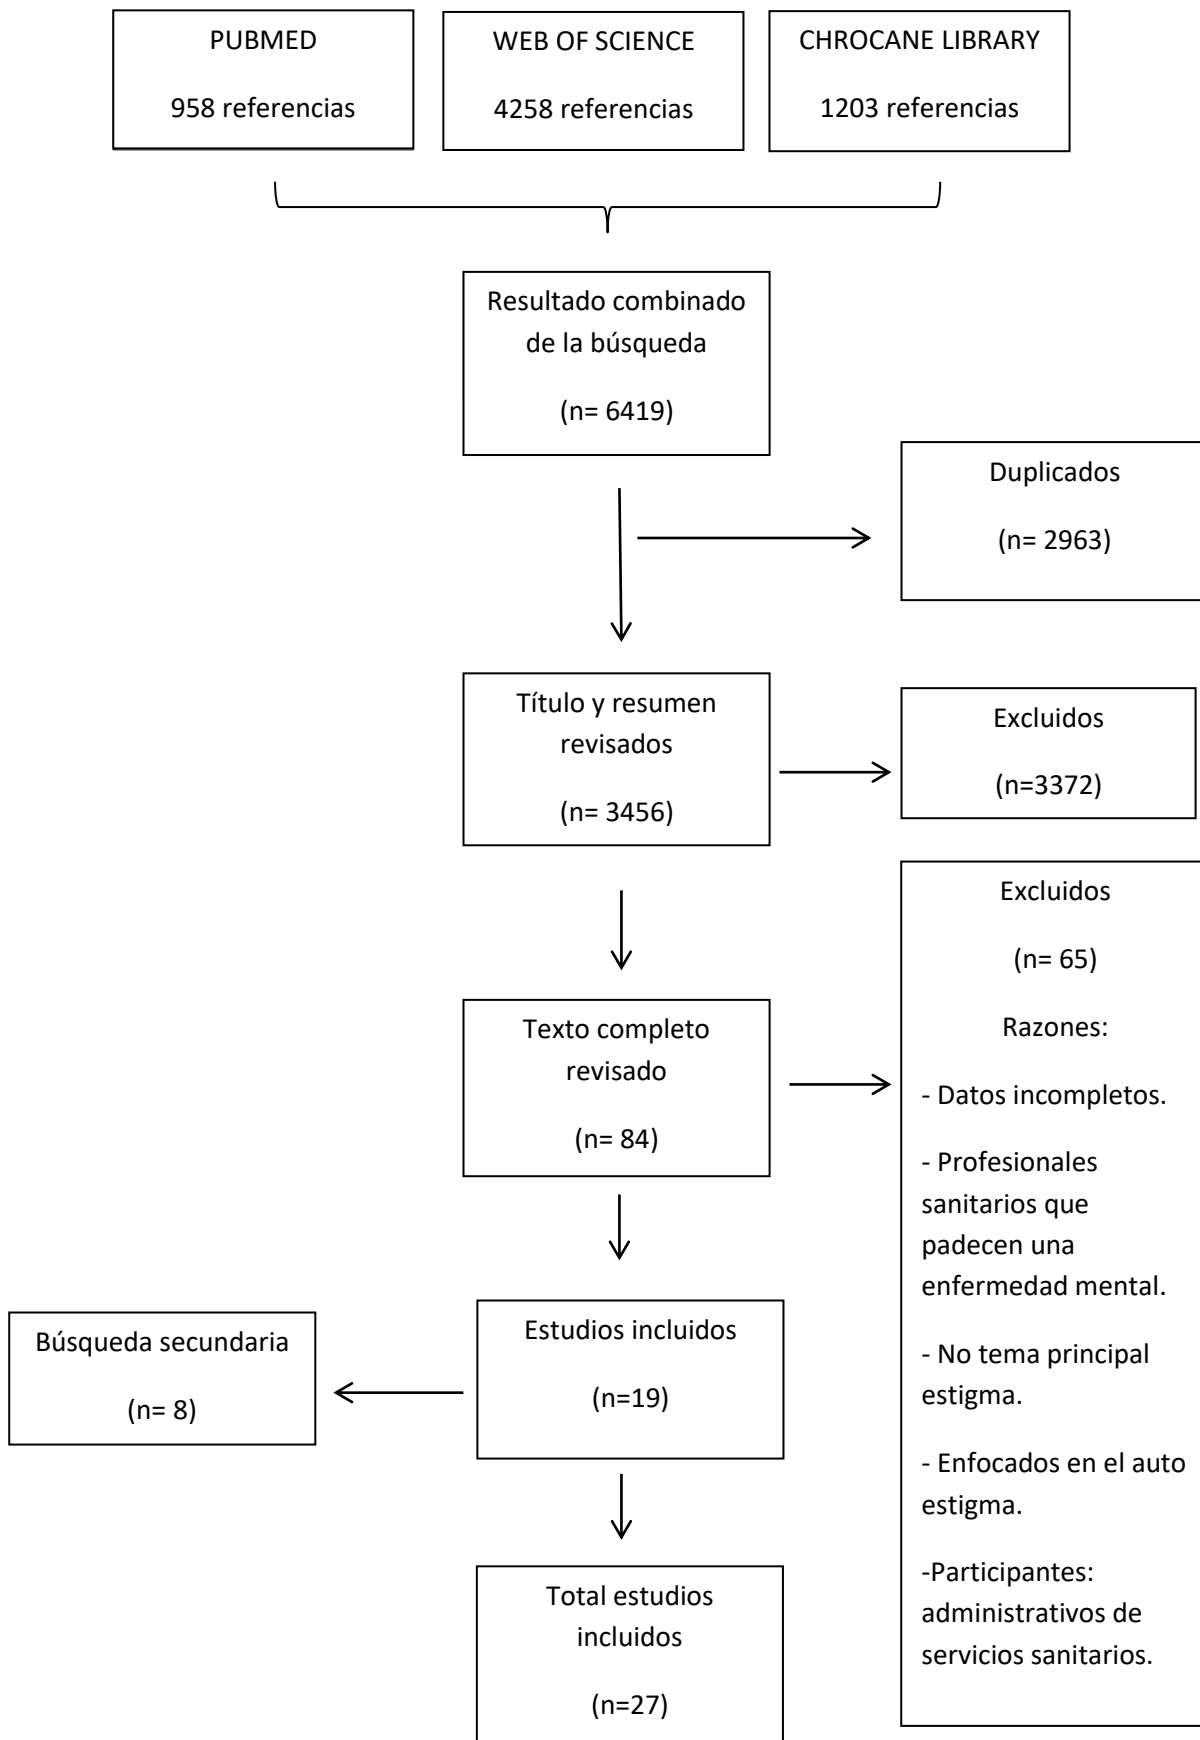 PUBMED
958 referencias
WEB OF SCIENCE
4258 referencias
CHROCANE LIBRARY
1203 referencias
Resultado combinado
de la búsqueda
(n= 6419)
Duplicados
(n= 2963)
Título y resumen
revisados
(n= 3456)
Excluidos
(n=3372)
Texto completo
revisado
(n= 84)
Excluidos
(n= 65)
Razones:
- Datos incompletos.
- Profesionales
sanitarios que
padecen una
enfermedad mental.
- No tema principal
estigma.
- Enfocados en el auto
estigma.
-Participantes:
administrativos de
servicios sanitarios.
Estudios incluidos
(n=19)
Búsqueda secundaria
(n= 8)
Total estudios
incluidos
(n=27)